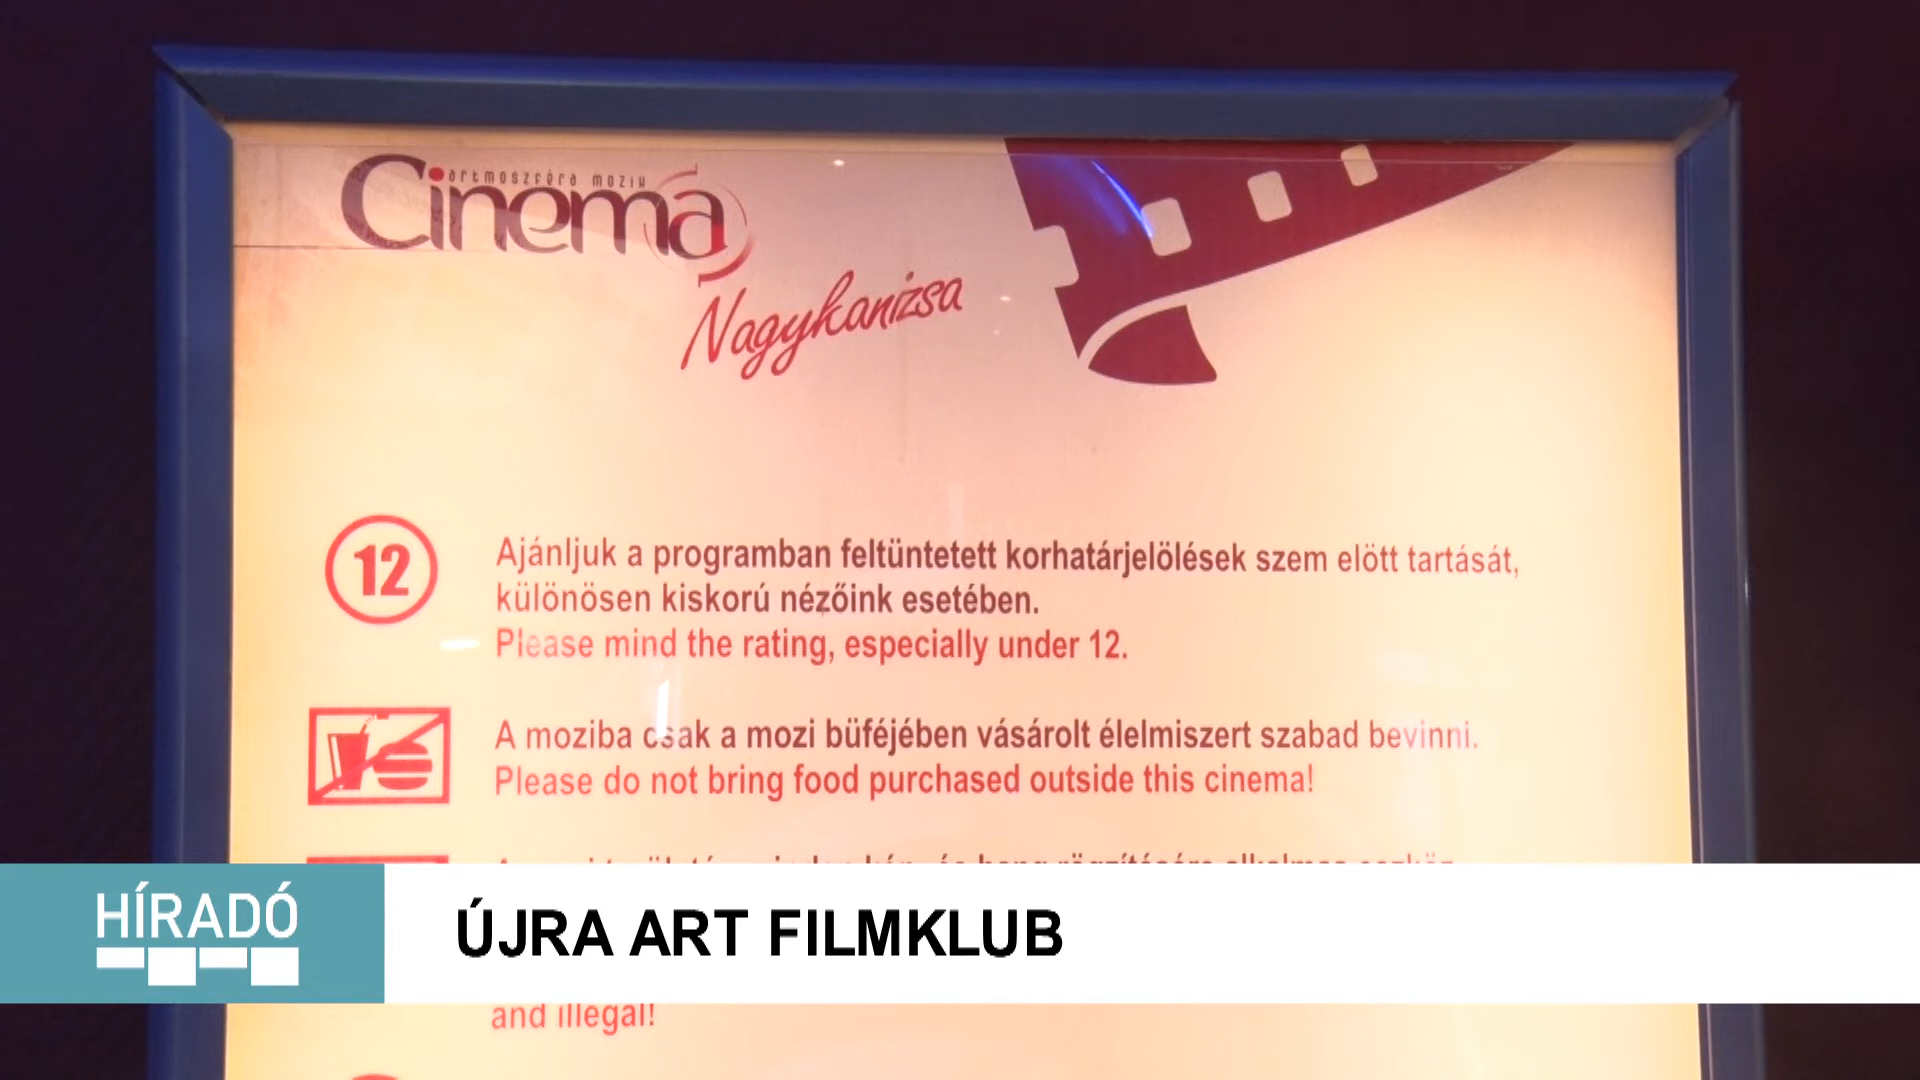 artmoszféra mozik
Cinema
Nagykanizsa
12
Ajánljuk a programban feltüntetett korhatárjelölések szem elött tartását,
különösen kiskorú nézőink esetében.
Please mind the rating, especially under 12.
A moziba csak a mozi büféjében vásárolt élelmiszert szabad bevinni.
Please do not bring food purchased outside this cinema!
HÍRADÓ
ÚJRA ART FILMKLUB
and illegal!